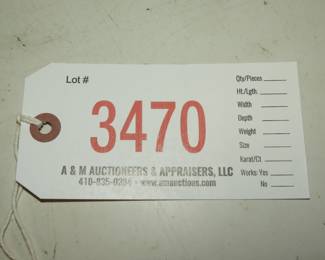 Lot #
3470
A & M AUCTIONEERS & APPRAISERS, LLC
410-835-0384 - www.amauctions.com
Qty/Pieces
Ht./Lgth.
Width
Depth
Weight
Size
Karat/Ct.
Works: Yes
No